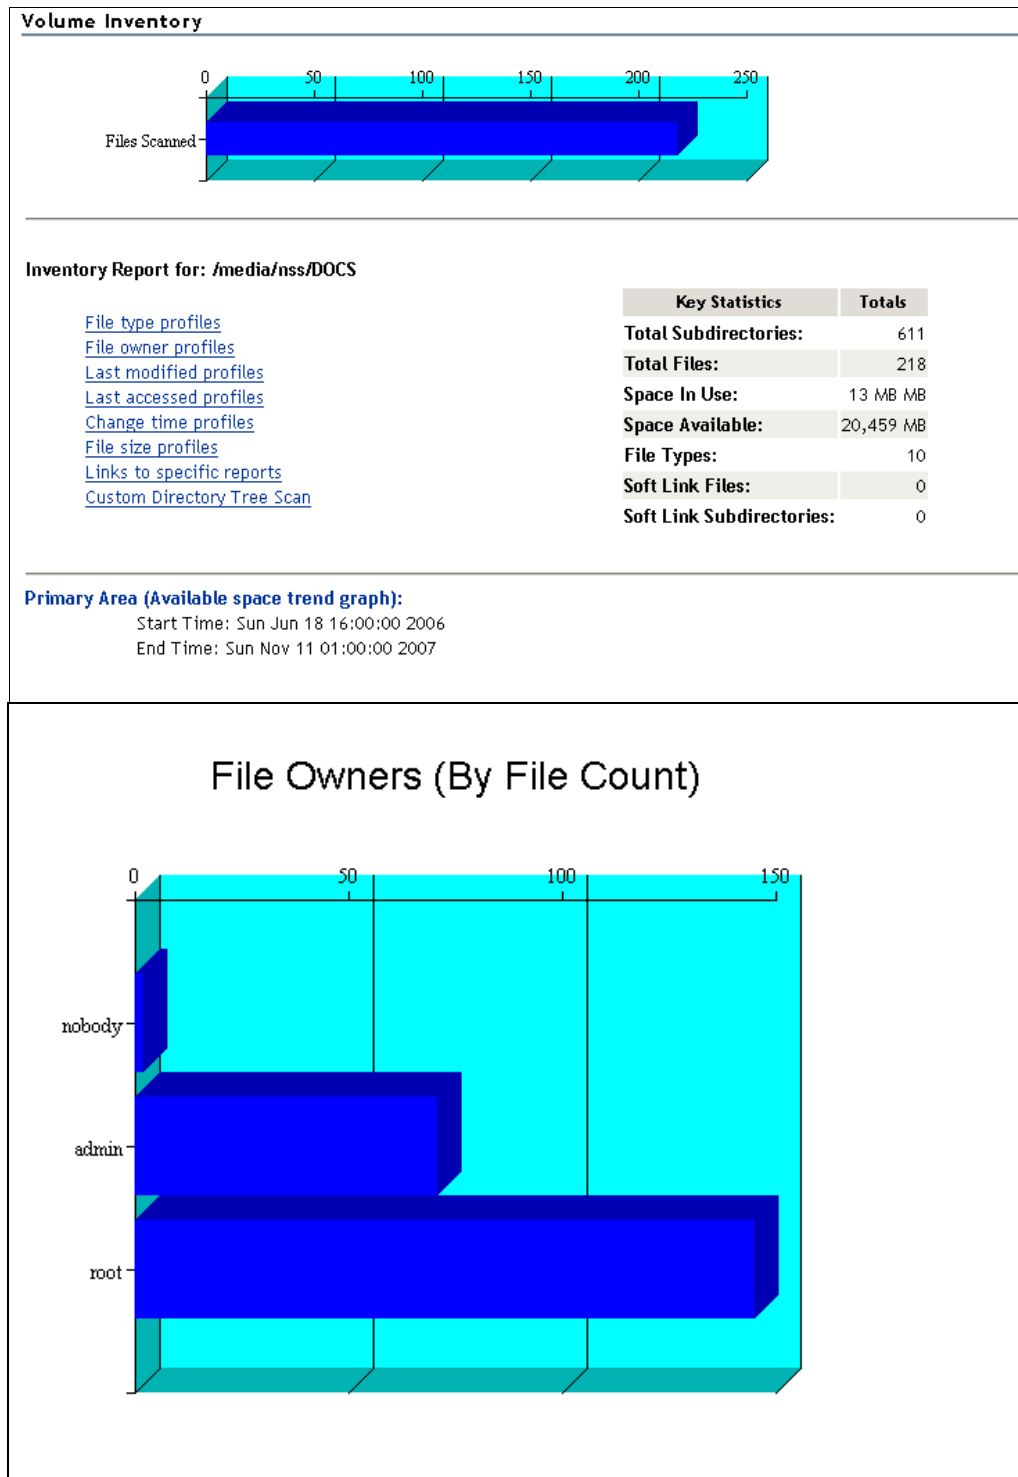 Volume Inventory
0 50 100 150 200 250
Files Scanned
Inventory Report for: /media/nss/DOCS
File type profiles
File owner profiles
Last modified profiles
Last accessed profiles
Change time profiles
File size profiles
Links to specific reports
Custom Directory Tree Scan
Key Statistics Totals
Total Subdirectories: 611
Total Files: 218
Space In Use: 13 MB MB
Space Available: 20,459 MB
File Types: 10
Soft Link Files: 0
Soft Link Subdirectories: 0
Primary Area (Available space trend graph):
Start Time: Sun Jun 18 16:00:00 2006
End Time: Sun Nov 11 01:00:00 2007
File Owners (By File Count)
0 50 100 150
nobody
admin
root